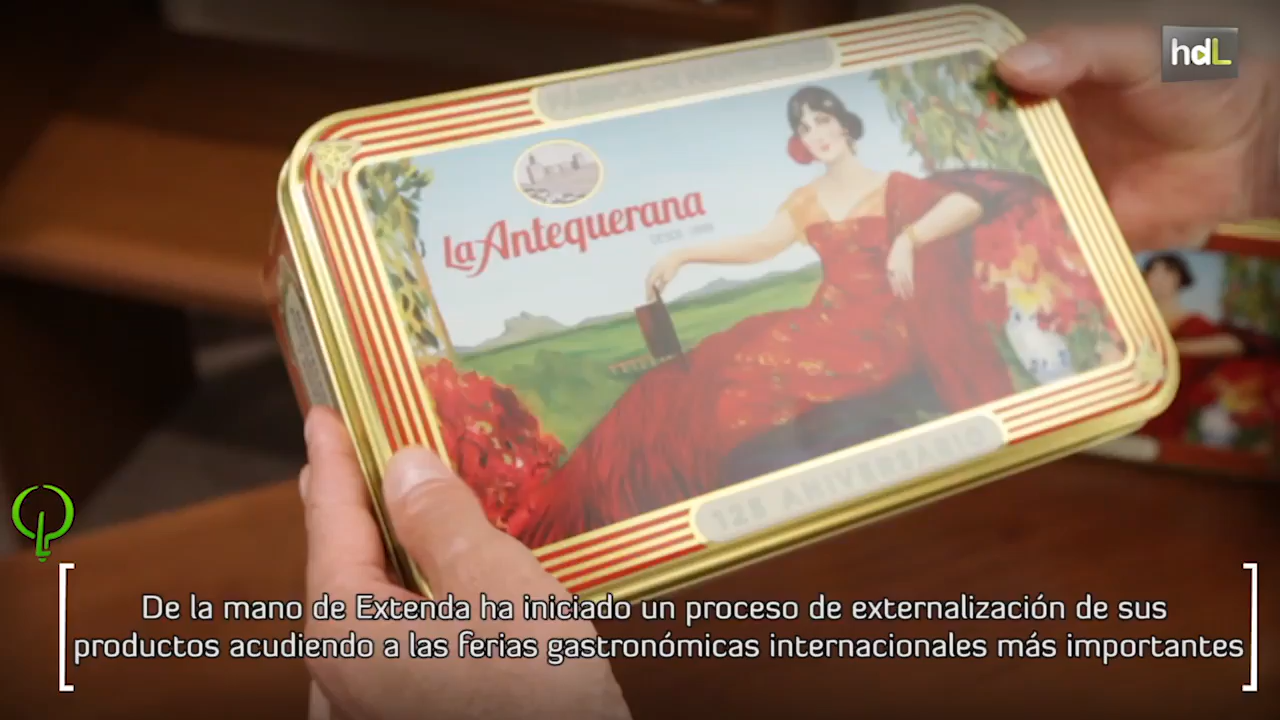 hdL
La Antequerana
125 ANIVERSARIO
De la mano de Extenda ha iniciado un proceso de externalización de sus
productos acudiendo a las ferias gastronómicas internacionales más importantes